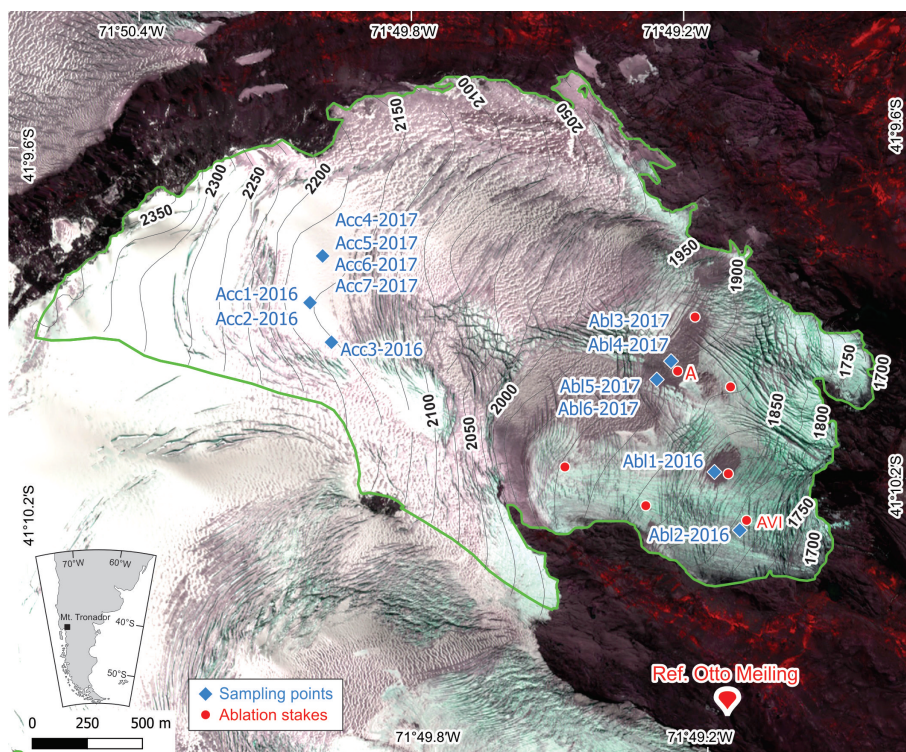 71°50.4'W
71°49.8'W
71°49.2'W
41°9.6'S
41°9.6'S
2100
2150
2050
2200
2300
2250
2350
Acc4-2017
Acc5-2017
Acc6-2017
Acc7-2017
1950
1900
Acc1-2016
Acc2-2016
Acc3-2016
Abl3-2017
Abl4-2017
A
Abl5-2017
Abl6-2017
1750
1700
2000
2100
2050
1850
1800
Abl1-2016
41°10.2'S
41°10.2'S
AVI
Abl2-2016
1750
1700
70°W
60°W
Mt. Tronador
40°S
50°S
Ref. Otto Meiling
Sampling points
Ablation stakes
0
250
500 m
71°49.8'W
71°49.2'W